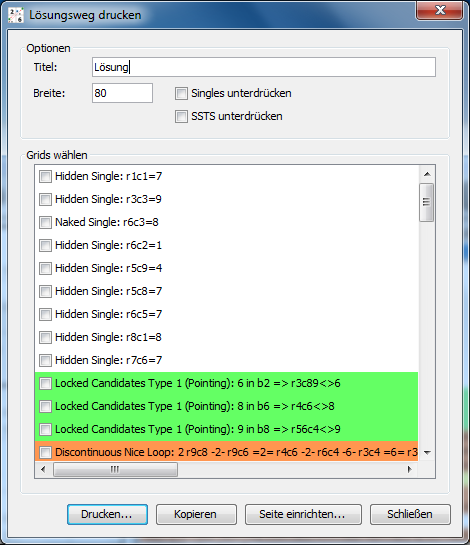 Lösungsweg drucken
Optionen
Titel: Lösung
Breite: 80 Singles unterdrücken
SSTS unterdrücken
Grids wählen
Hidden Single: r1c1=7
Hidden Single: r3c3=9
Naked Single: r6c3=8
Hidden Single: r6c2=1
Hidden Single: r5c9=4
Hidden Single: r5c8=7
Hidden Single: r6c5=7
Hidden Single: r8c1=8
Hidden Single: r7c6=7
Locked Candidates Type 1 (Pointing): 6 in b2 => r3c89<>6
Locked Candidates Type 1 (Pointing): 8 in b6 => r4c6<>8
Locked Candidates Type 1 (Pointing): 9 in b8 => r56c4<>9
Discontinuous Nice Loop: 2 r9c8 -2- r9c6 =2= r4c6 -2- r6c4 -6- r3c4 =6= r3
Drucken... Kopieren Seite einrichten... Schließen